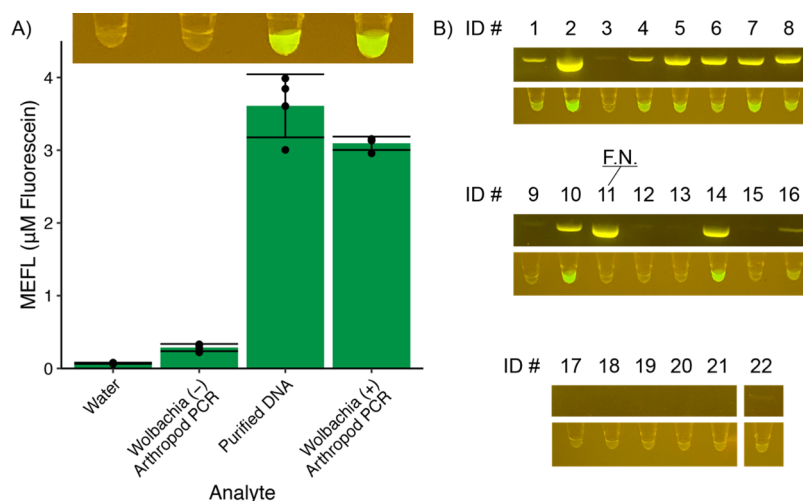 A)
MEFL (µM Fluorescein)
4
3
2
1
0
Water
Wolbachia (−)
Arthropod PCR
Purified DNA
Wolbachia (+)
Arthropod PCR
Analyte
B) ID # 1 2 3 4 5 6 7 8
F.N.
ID # 9 10 11 12 13 14 15 16
ID # 17 18 19 20 21 22